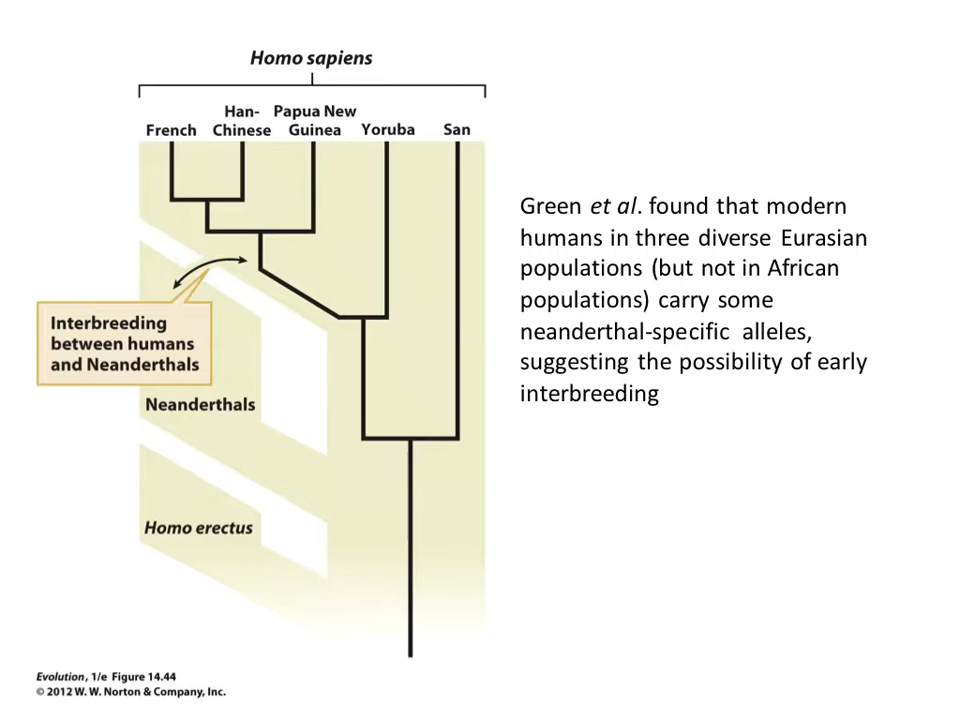 Homo sapiens
French
Han-
Chinese
Papua New
Guinea
Yoruba
San
Interbreeding
between humans
and Neanderthals
Neanderthals
Homo erectus
Green et al. found that modern
humans in three diverse Eurasian
populations (but not in African
populations) carry some
neanderthal-specific alleles,
suggesting the possibility of early
interbreeding
Evolution, 1/e Figure 14.44
© 2012 W. W. Norton & Company, Inc.